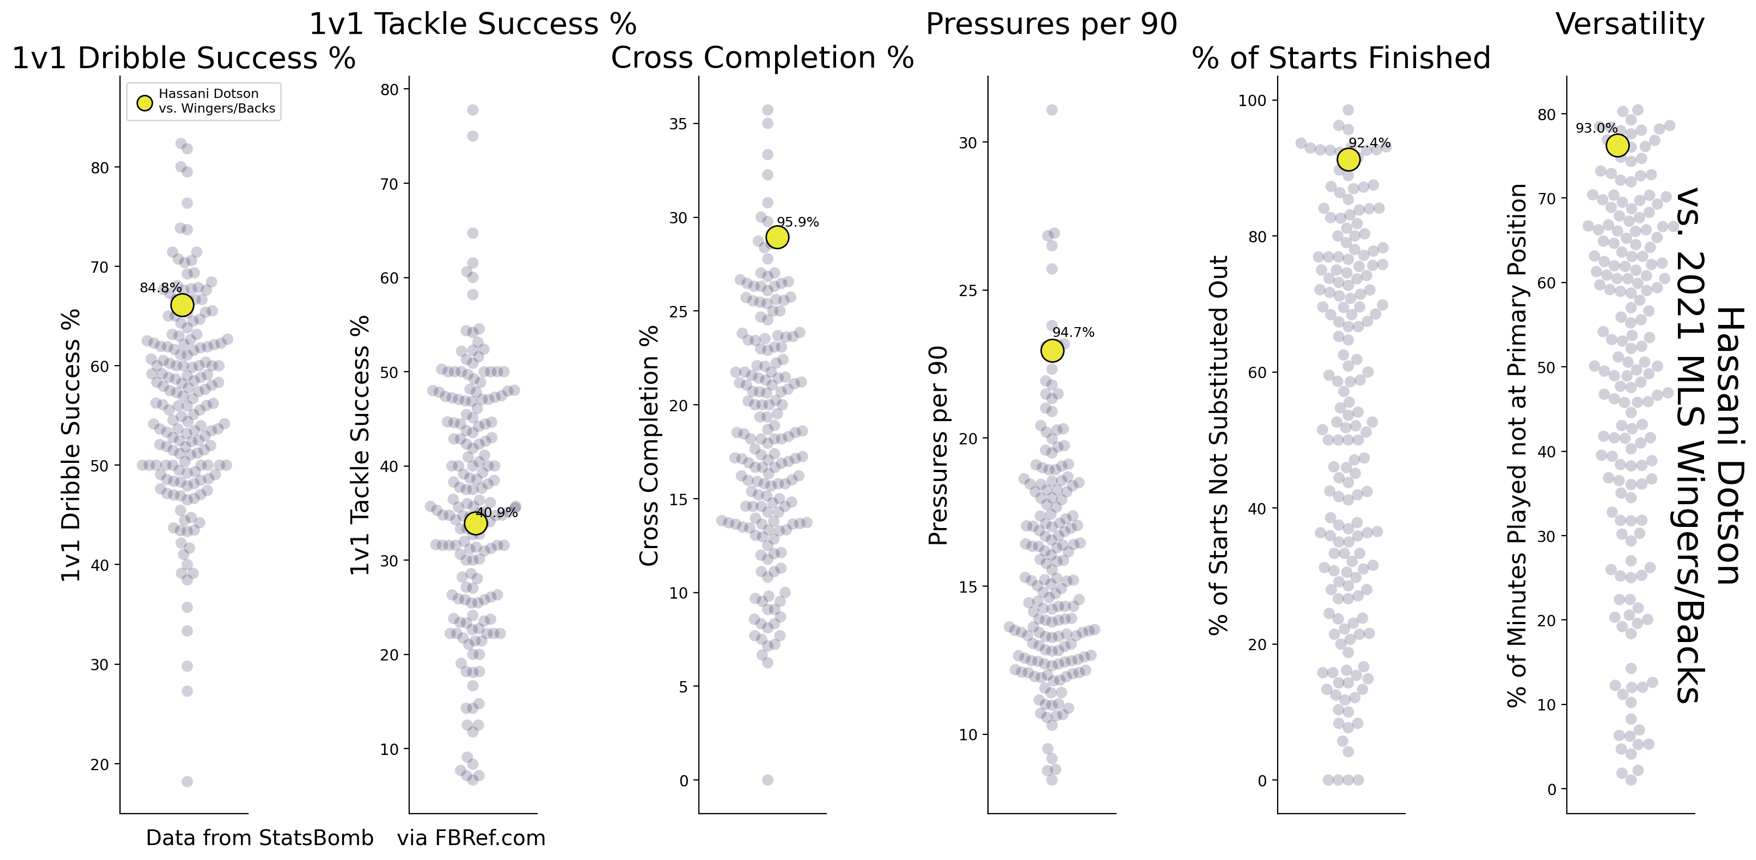 1v1 Tackle Success %
Pressures per 90
Versatility
1v1 Dribble Success %
Cross Completion %
% of Starts Finished
Hassani Dotson
vs. Wingers/Backs
1v1 Dribble Success %
80
70
60
50
40
30
20
84.8%
1v1 Tackle Success %
80
70
60
50
40
30
20
10
40.9%
Cross Completion %
35
30
25
20
15
10
5
0
95.9%
Pressures per 90
30
25
20
15
10
94.7%
% of Starts Not Substituted Out
100
80
60
40
20
0
92.4%
% of Minutes Played not at Primary Position
80
70
60
50
40
30
20
10
0
93.0%
Hassani Dotson
vs. 2021 MLS Wingers/Backs
Data from StatsBomb via FBRef.com